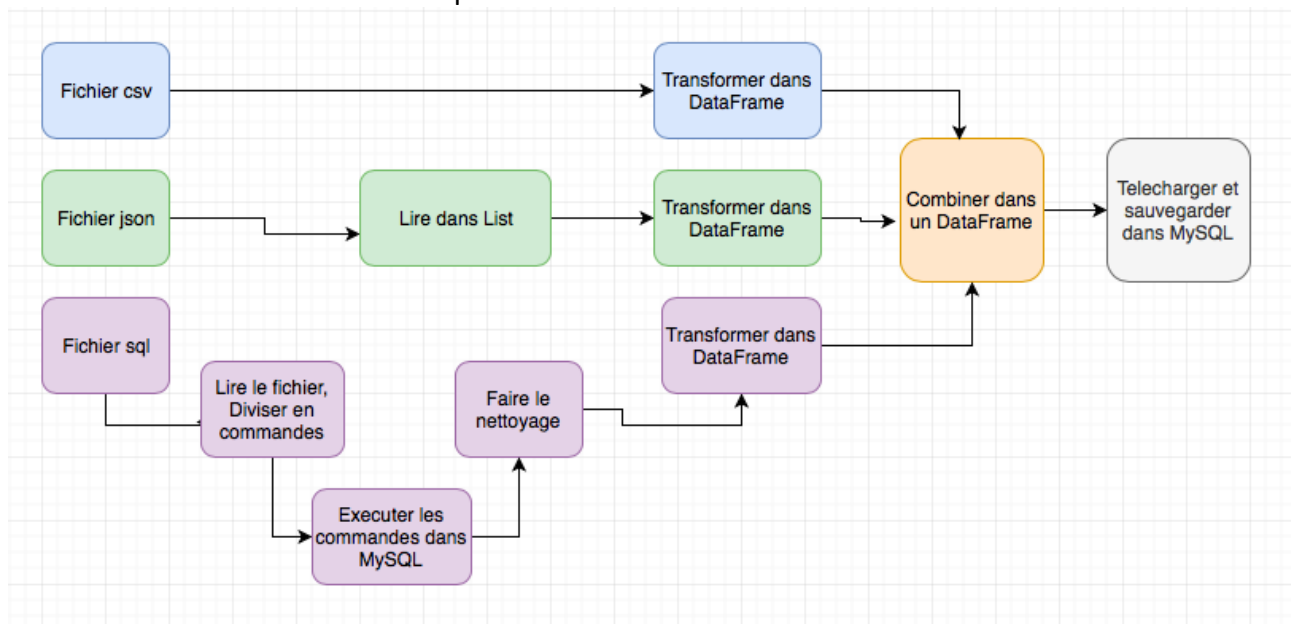 Fichier csv
Transformer dans
DataFrame
Fichier json
Lire dans List
Transformer dans
DataFrame
Combiner dans
un DataFrame
Telecharger et
sauvegarder
dans MySQL
Fichier sql
Lire le fichier,
Diviser en
commandes
Executer les
commandes dans
MySQL
Faire le
nettoyage
Transformer dans
DataFrame